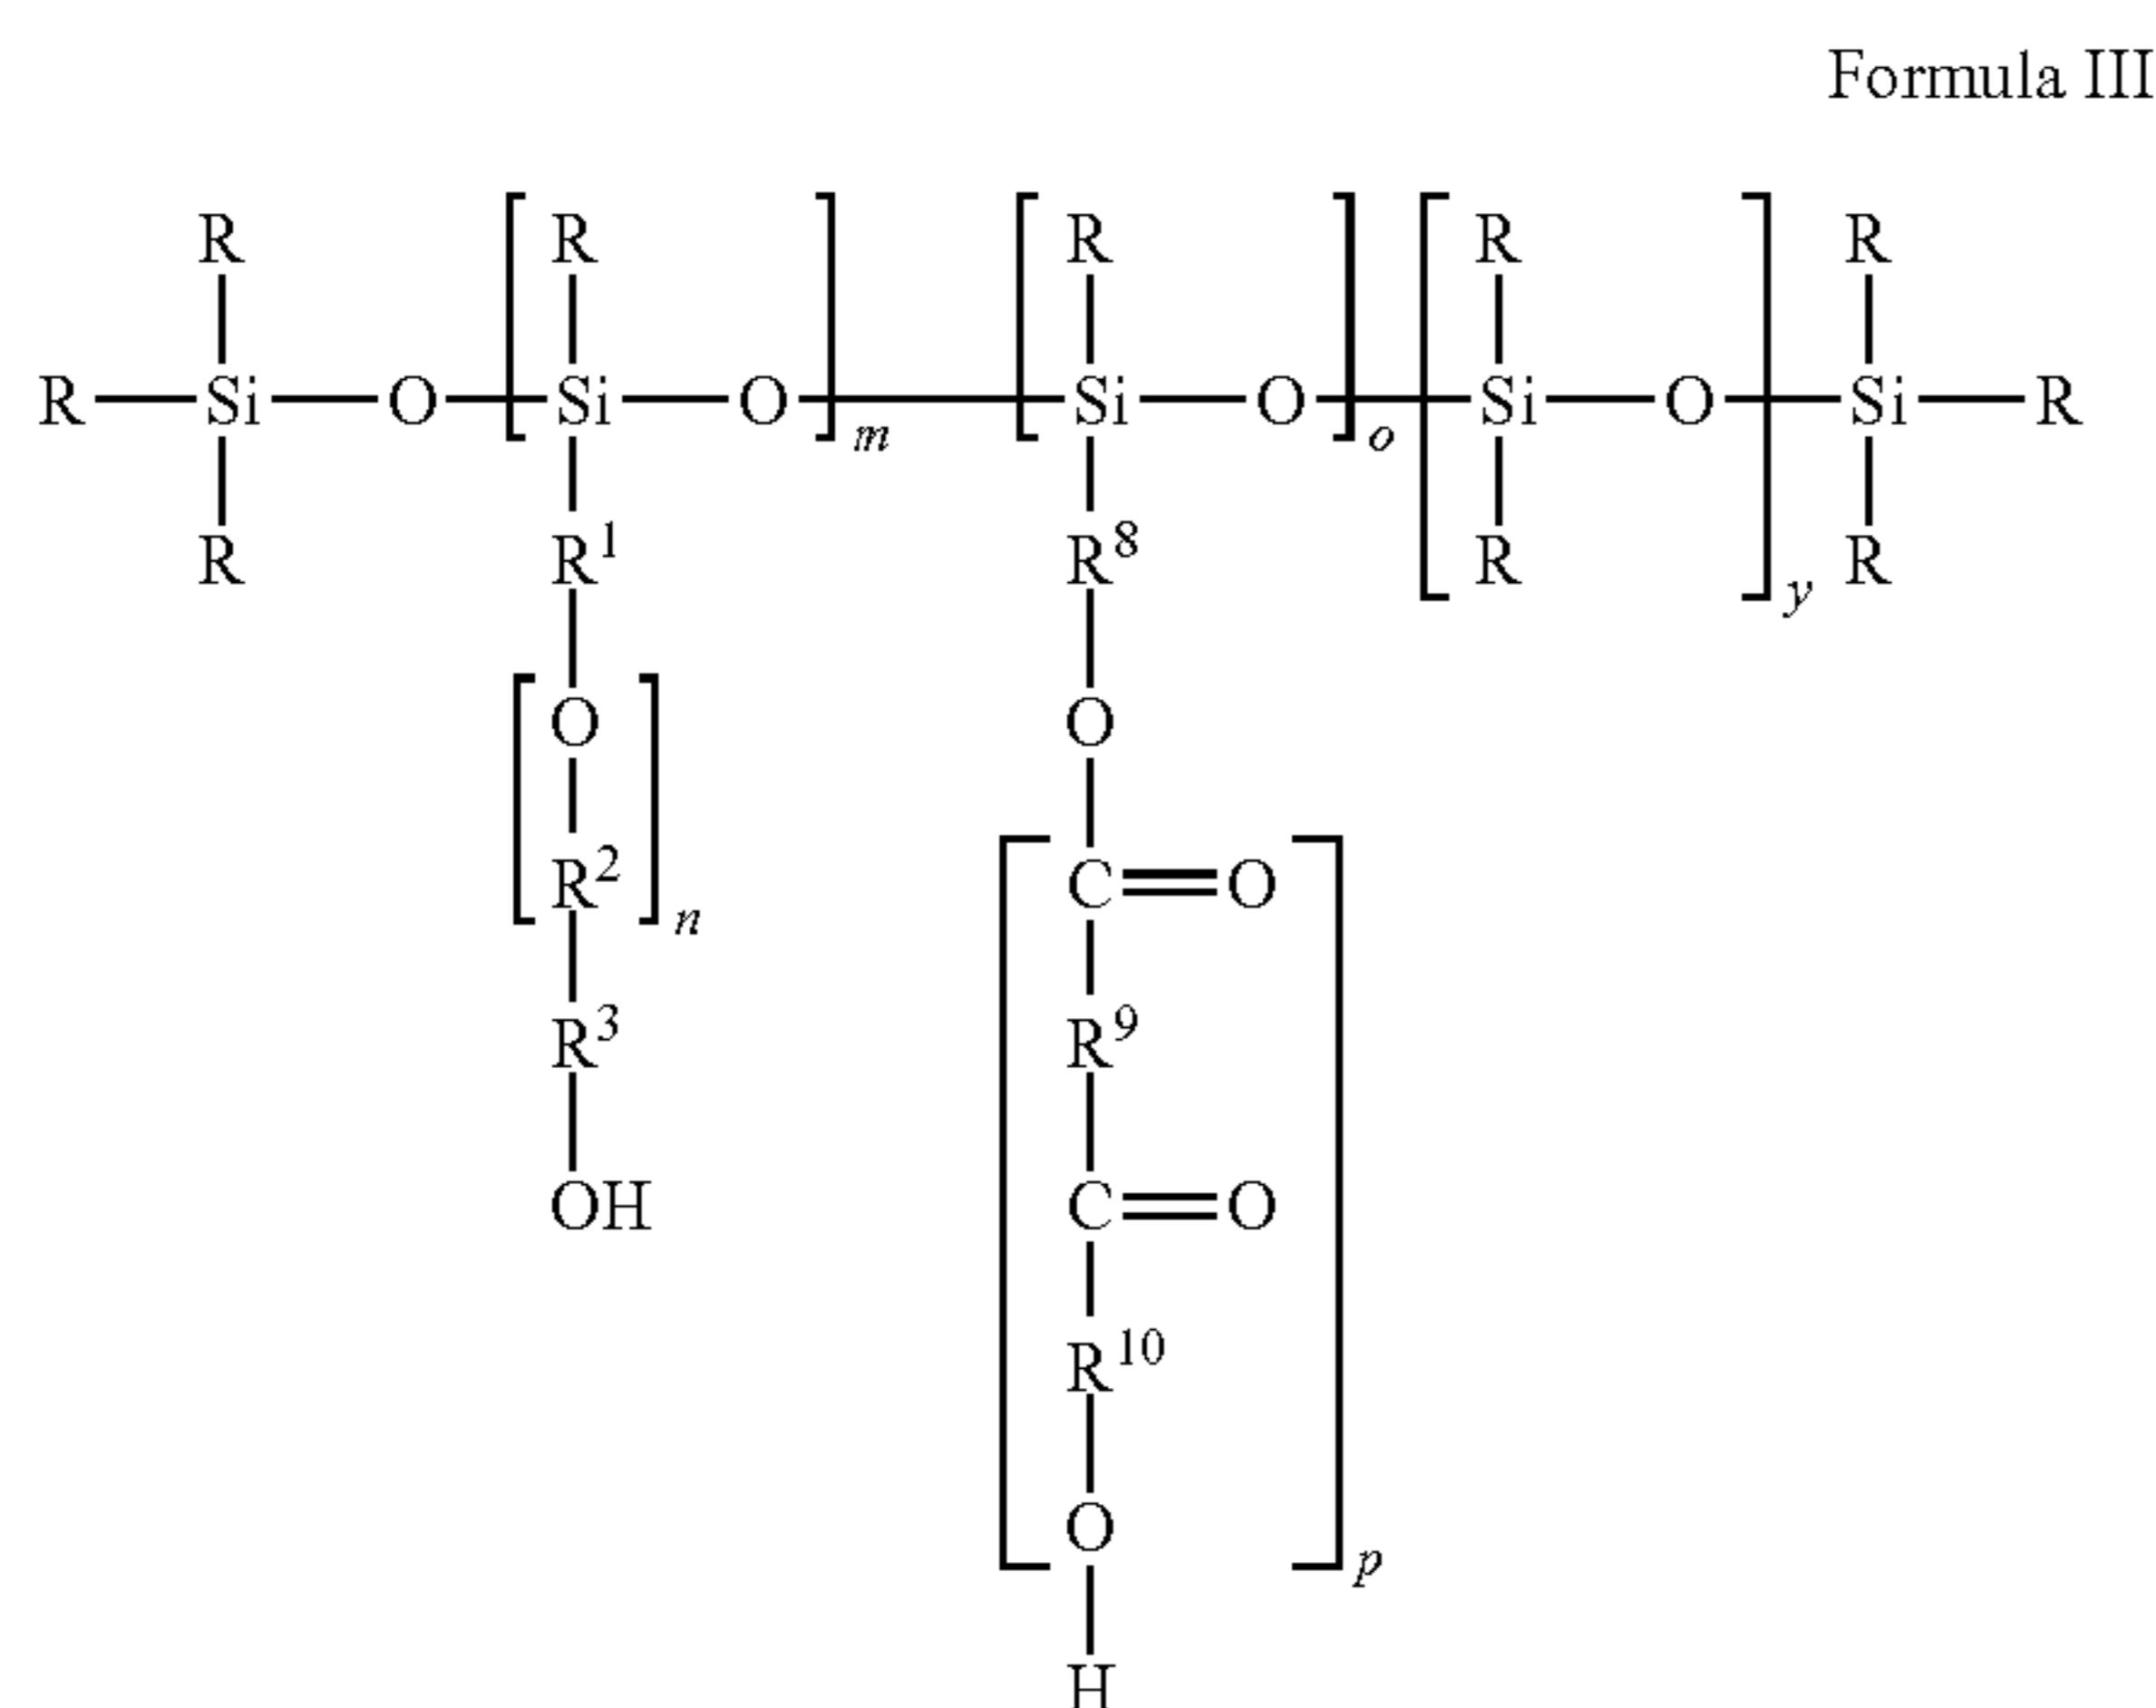 Formula III
R R R R R
R Si O Si O m Si O o Si O y Si R
R R1 R8 R R
O O
R2 n C O
R3 R9
OH C O
R10
O p
H